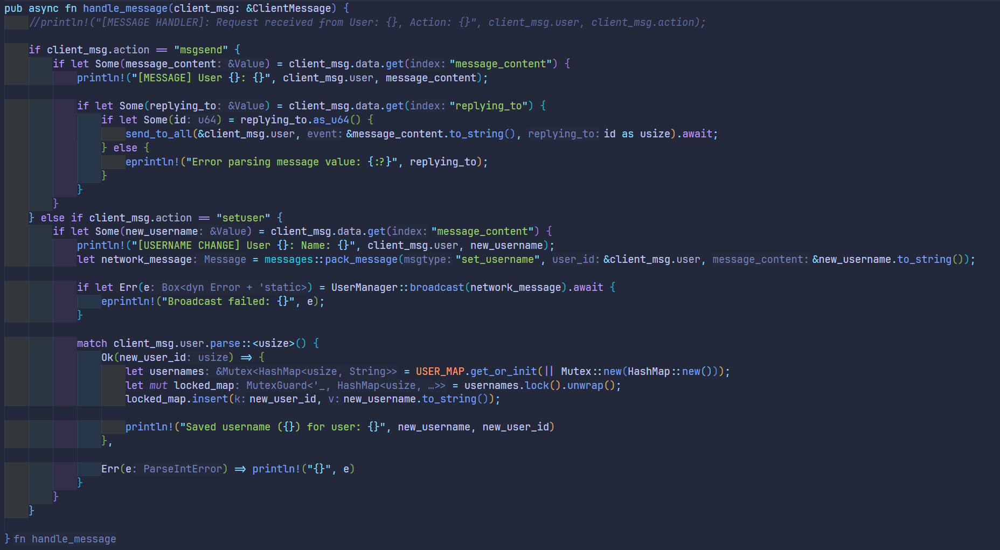 pub async fn handle_message(client_msg: &ClientMessage) {
//println!("[MESSAGE HANDLER]: Request received from User: {}, Action: {}", client_msg.user, client_msg.action);
if client_msg.action == "msgsend" {
if let Some(message_content: &Value) = client_msg.data.get(index: "message_content") {
println!("[MESSAGE] User {}: {}", client_msg.user, message_content);
if let Some(replying_to: &Value) = client_msg.data.get(index: "replying_to") {
if let Some(id: u64) = replying_to.as_u64() {
send_to_all(&client_msg.user, event: &message_content.to_string(), replying_to: id as usize).await;
} else {
eprintln!("Error parsing message value: {:?}", replying_to);
}
}
}
} else if client_msg.action == "setuser" {
if let Some(new_username: &Value) = client_msg.data.get(index: "message_content") {
println!("[USERNAME CHANGE] User {}: Name: {}", client_msg.user, new_username);
let network_message: Message = messages::pack_message(msgtype: "set_username", user_id: &client_msg.user, message_content: &new_username.to_string());
if let Err(e: Box<dyn Error + 'static>) = UserManager::broadcast(network_message).await {
eprintln!("Broadcast failed: {}", e);
}
match client_msg.user.parse::<usize>() {
Ok(new_user_id: usize) => {
let usernames: &Mutex<HashMap<usize, String>> = USER_MAP.get_or_init(|| Mutex::new(HashMap::new()));
let mut locked_map: MutexGuard<'_, HashMap<usize, …>> = usernames.lock().unwrap();
locked_map.insert(k: new_user_id, v: new_username.to_string());
println!("Saved username ({}) for user: {}", new_username, new_user_id)
},
Err(e: ParseIntError) => println!("{}", e)
}
}
}
} fn handle_message